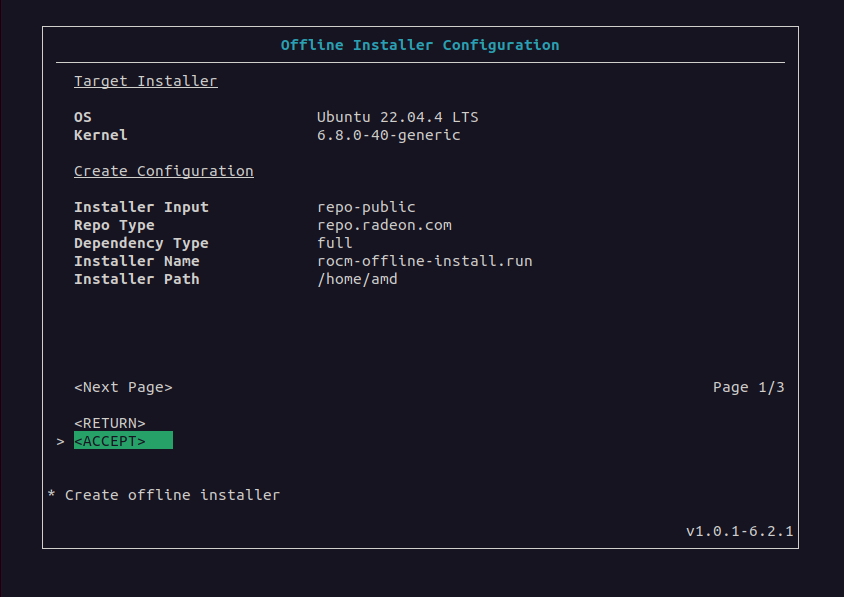 Offline Installer Configuration
Target Installer
OS Ubuntu 22.04.4 LTS
Kernel 6.8.0-40-generic
Create Configuration
Installer Input repo-public
Repo Type repo.radeon.com
Dependency Type full
Installer Name rocm-offline-install.run
Installer Path /home/amd
<Next Page> Page 1/3
<RETURN>
> <ACCEPT>
* Create offline installer
v1.0.1-6.2.1